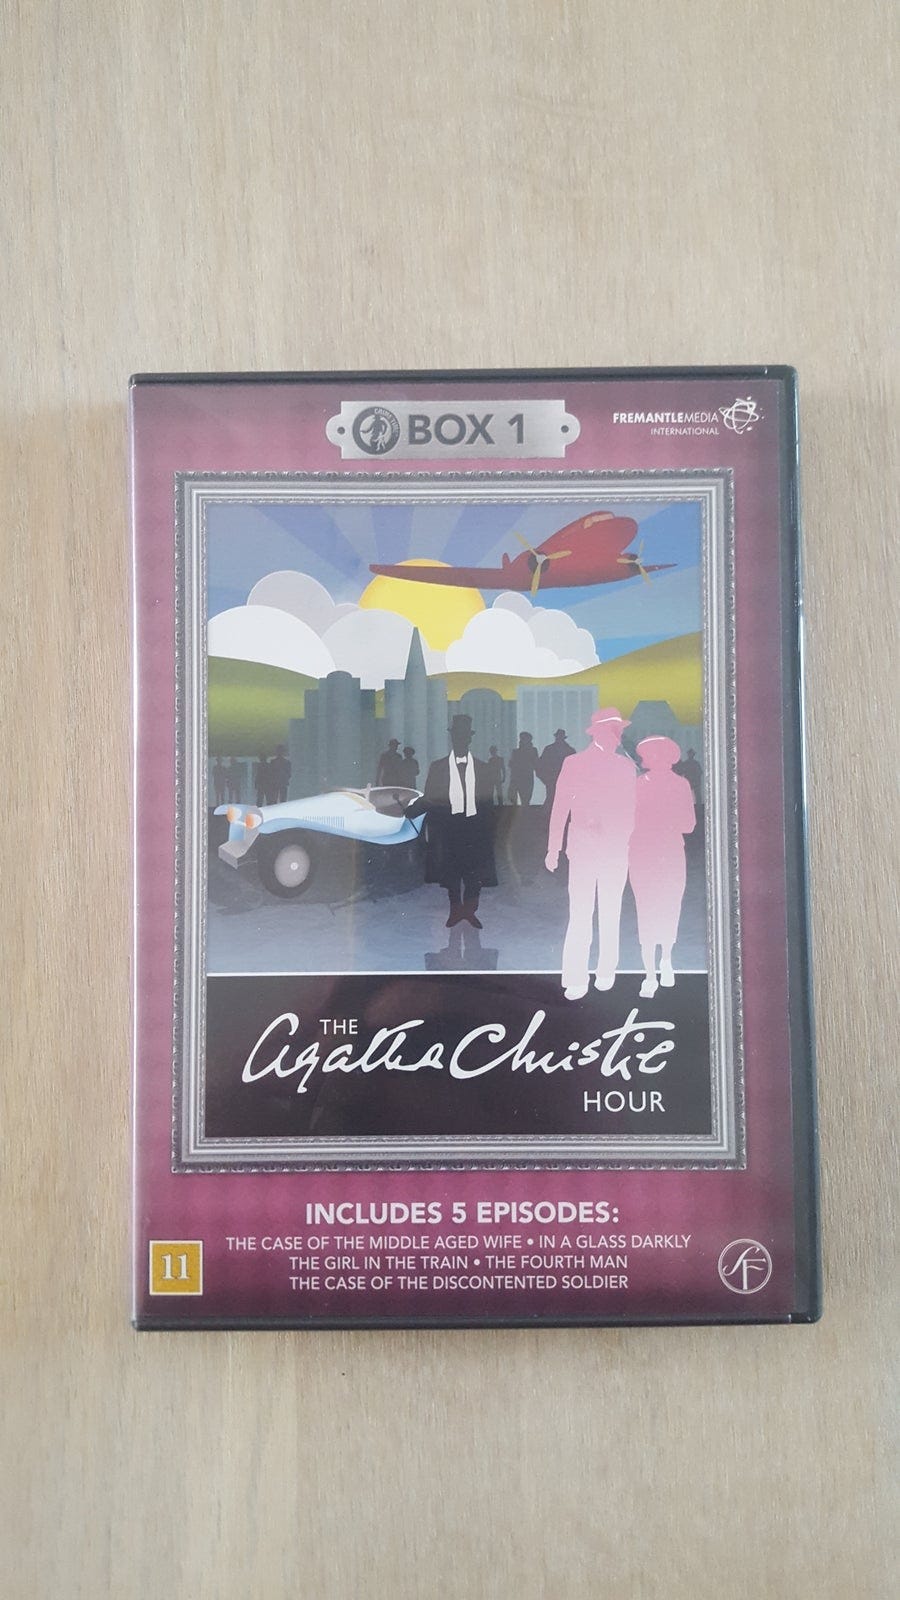 BOX 1
FREMANTLEMEDIA
INTERNATIONAL
THE
Agatha Christie
HOUR
INCLUDES 5 EPISODES:
THE CASE OF THE MIDDLE AGED WIFE • IN A GLASS DARKLY
THE GIRL IN THE TRAIN • THE FOURTH MAN
THE CASE OF THE DISCONTENTED SOLDIER
11
SF